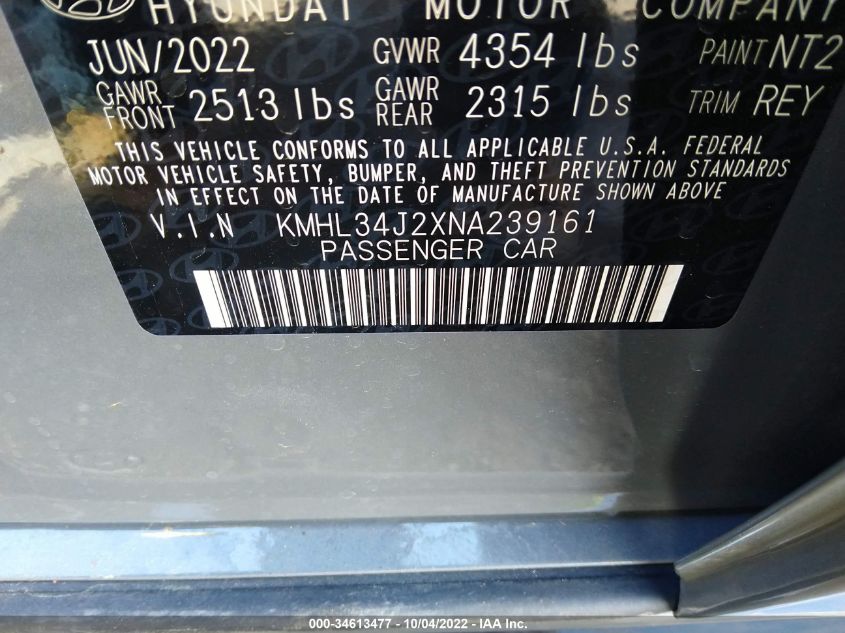 HYUNDAI MOTOR COMPANY
JUN/2022 GVWR 4354 lbs PAINT NT2
GAWR FRONT 2513 lbs GAWR REAR 2315 lbs TRIM REY
THIS VEHICLE CONFORMS TO ALL APPLICABLE U.S.A. FEDERAL
MOTOR VEHICLE SAFETY, BUMPER, AND THEFT PREVENTION STANDARDS
IN EFFECT ON THE DATE OF MANUFACTURE SHOWN ABOVE
V.I.N KMHL34J2XNA239161
PASSENGER CAR
000-34613477 - 10/04/2022 - IAA Inc.